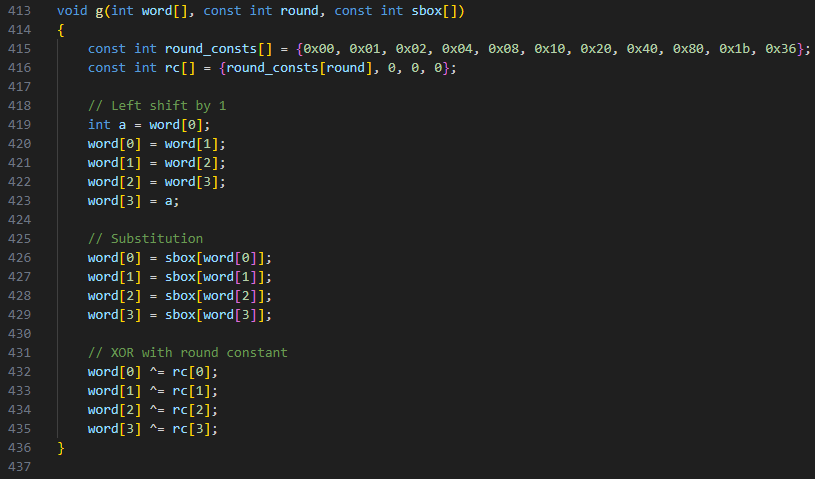 413 void g(int word[], const int round, const int sbox[])
414 {
415     const int round_consts[] = {0x00, 0x01, 0x02, 0x04, 0x08, 0x10, 0x20, 0x40, 0x80, 0x1b, 0x36};
416     const int rc[] = {round_consts[round], 0, 0, 0};
417
418     // Left shift by 1
419     int a = word[0];
420     word[0] = word[1];
421     word[1] = word[2];
422     word[2] = word[3];
423     word[3] = a;
424
425     // Substitution
426     word[0] = sbox[word[0]];
427     word[1] = sbox[word[1]];
428     word[2] = sbox[word[2]];
429     word[3] = sbox[word[3]];
430
431     // XOR with round constant
432     word[0] ^= rc[0];
433     word[1] ^= rc[1];
434     word[2] ^= rc[2];
435     word[3] ^= rc[3];
436 }
437